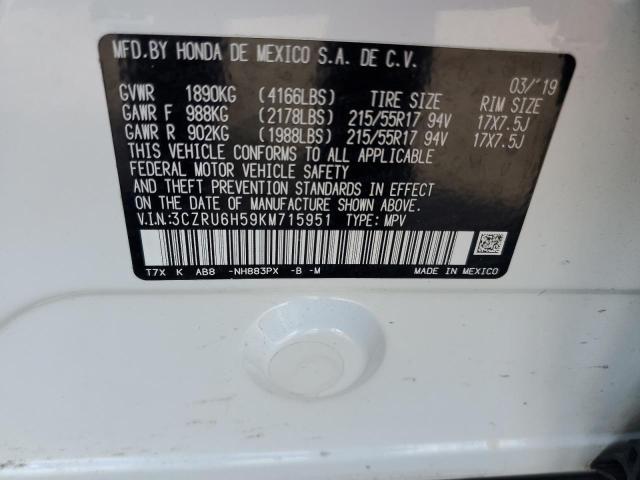 MFD.BY HONDA DE MEXICO S.A. DE C.V.
03/'19
GVWR 1890KG (4166LBS) TIRE SIZE RIM SIZE
GAWR F 988KG (2178LBS) 215/55R17 94V 17X7.5J
GAWR R 902KG (1988LBS) 215/55R17 94V 17X7.5J
THIS VEHICLE CONFORMS TO ALL APPLICABLE
FEDERAL MOTOR VEHICLE SAFETY
AND THEFT PREVENTION STANDARDS IN EFFECT
ON THE DATE OF MANUFACTURE SHOWN ABOVE.
V.I.N:3CZRU6H59KM715951 TYPE: MPV
T7X K AB8 -NH883PX -B -M MADE IN MEXICO